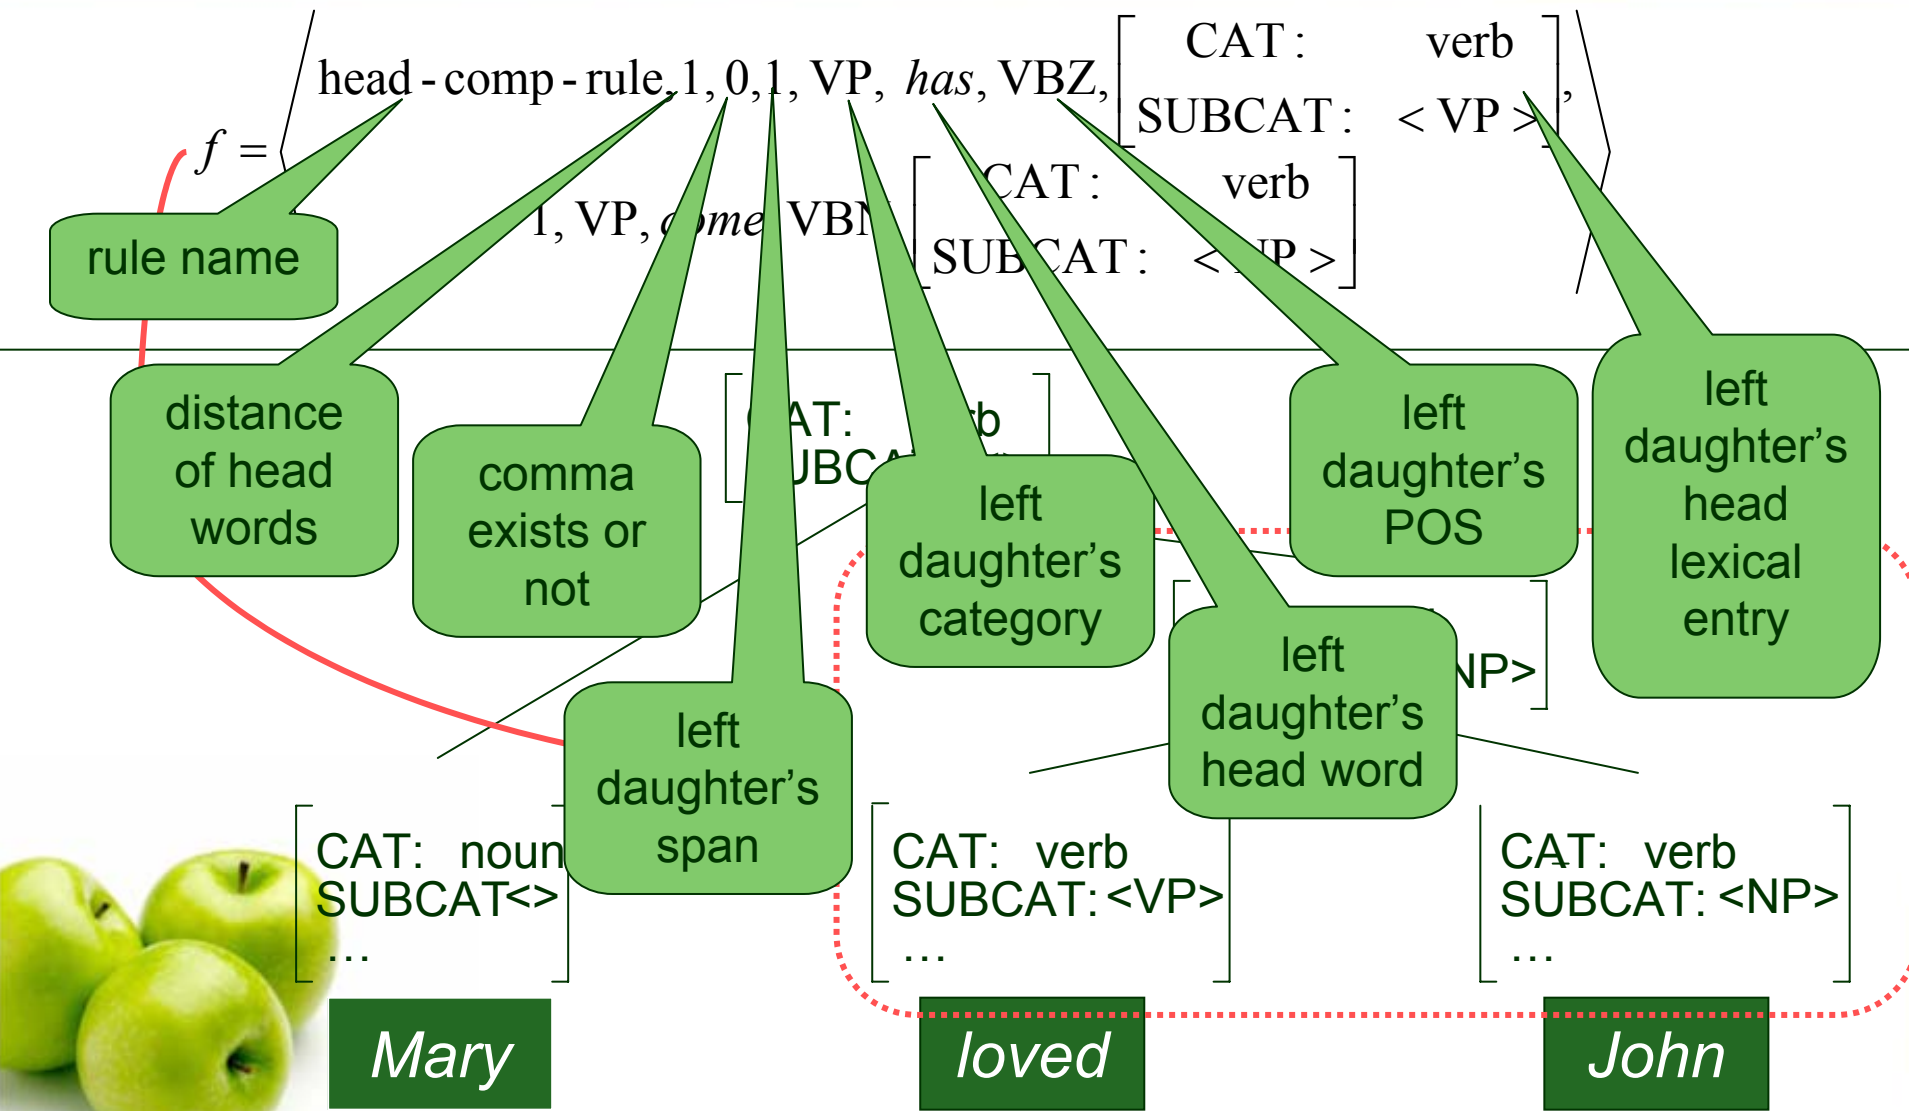 head-comp-rule, 1, 0, 1, VP, has, VBZ, [CAT: verb
SUBCAT: < VP >],
f =
1, VP, VBN [CAT: verb
SUBCAT: < NP >]
rule name
distance
of head
words
comma
exists or
not
left
daughter’s
span
left
daughter’s
category
left
daughter’s
head word
left
daughter’s
POS
left
daughter’s
head
lexical
entry
NP>
CAT: noun
SUBCAT<>
…
CAT: verb
SUBCAT: <VP>
…
CAT: verb
SUBCAT: <NP>
…
Mary
loved
John